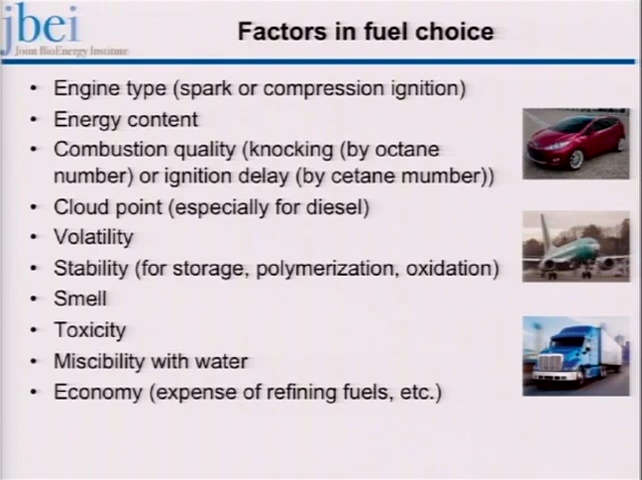 jbei
Joint BioEnergy Institute
Factors in fuel choice
• Engine type (spark or compression ignition)
• Energy content
• Combustion quality (knocking (by octane
number) or ignition delay (by cetane mumber))
• Cloud point (especially for diesel)
• Volatility
• Stability (for storage, polymerization, oxidation)
• Smell
• Toxicity
• Miscibility with water
• Economy (expense of refining fuels, etc.)